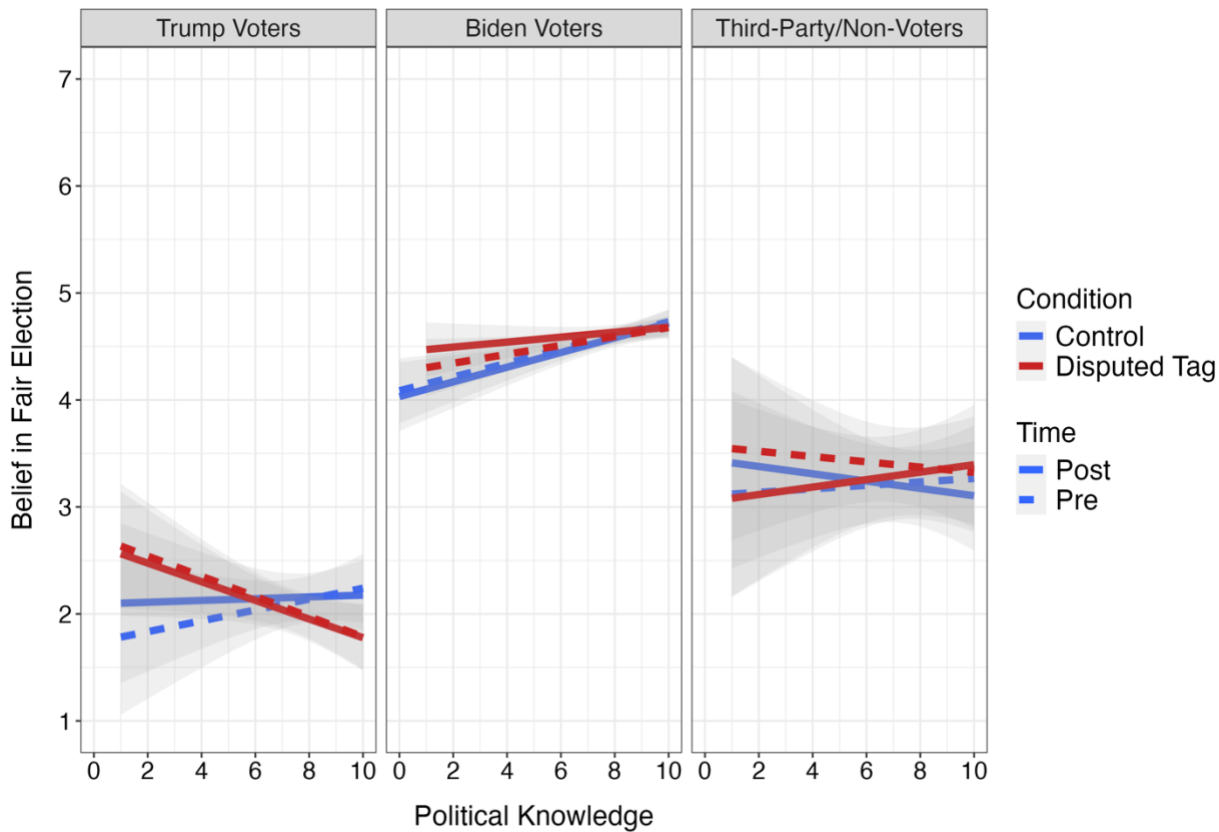 Trump Voters
Biden Voters
Third-Party/Non-Voters
Belief in Fair Election
7
6
5
4
3
2
1
0 2 4 6 8 10
0 2 4 6 8 10
0 2 4 6 8 10
Political Knowledge
Condition
Control
Disputed Tag
Time
Post
Pre